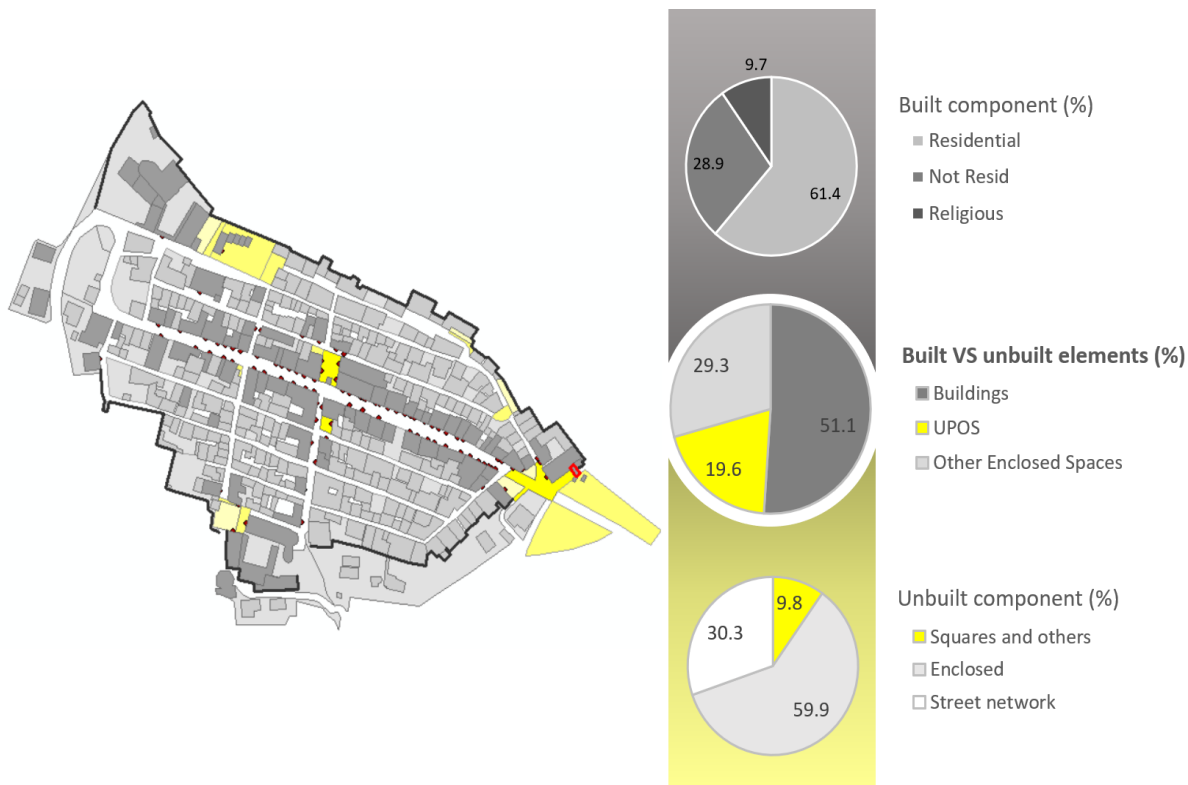 9.7
28.9
61.4
Built component (%)
Residential
Not Resid
Religious
29.3
51.1
19.6
Built VS unbuilt elements (%)
Buildings
UPOS
Other Enclosed Spaces
9.8
30.3
59.9
Unbuilt component (%)
Squares and others
Enclosed
Street network